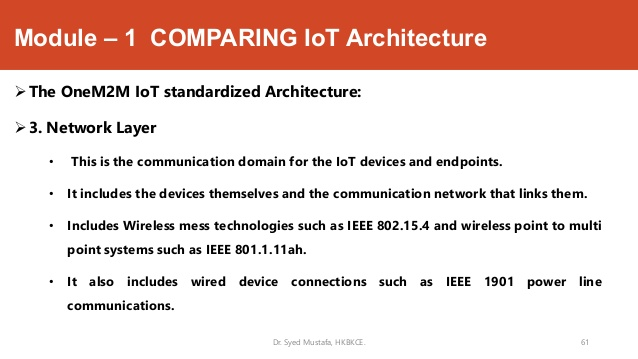 Module – 1 COMPARING IoT Architecture
➢ The OneM2M IoT standardized Architecture:
➢ 3. Network Layer
• This is the communication domain for the IoT devices and endpoints.
• It includes the devices themselves and the communication network that links them.
• Includes Wireless mess technologies such as IEEE 802.15.4 and wireless point to multi
point systems such as IEEE 801.1.11ah.
• It also includes wired device connections such as IEEE 1901 power line
communications.
Dr. Syed Mustafa, HKBKCE. 61